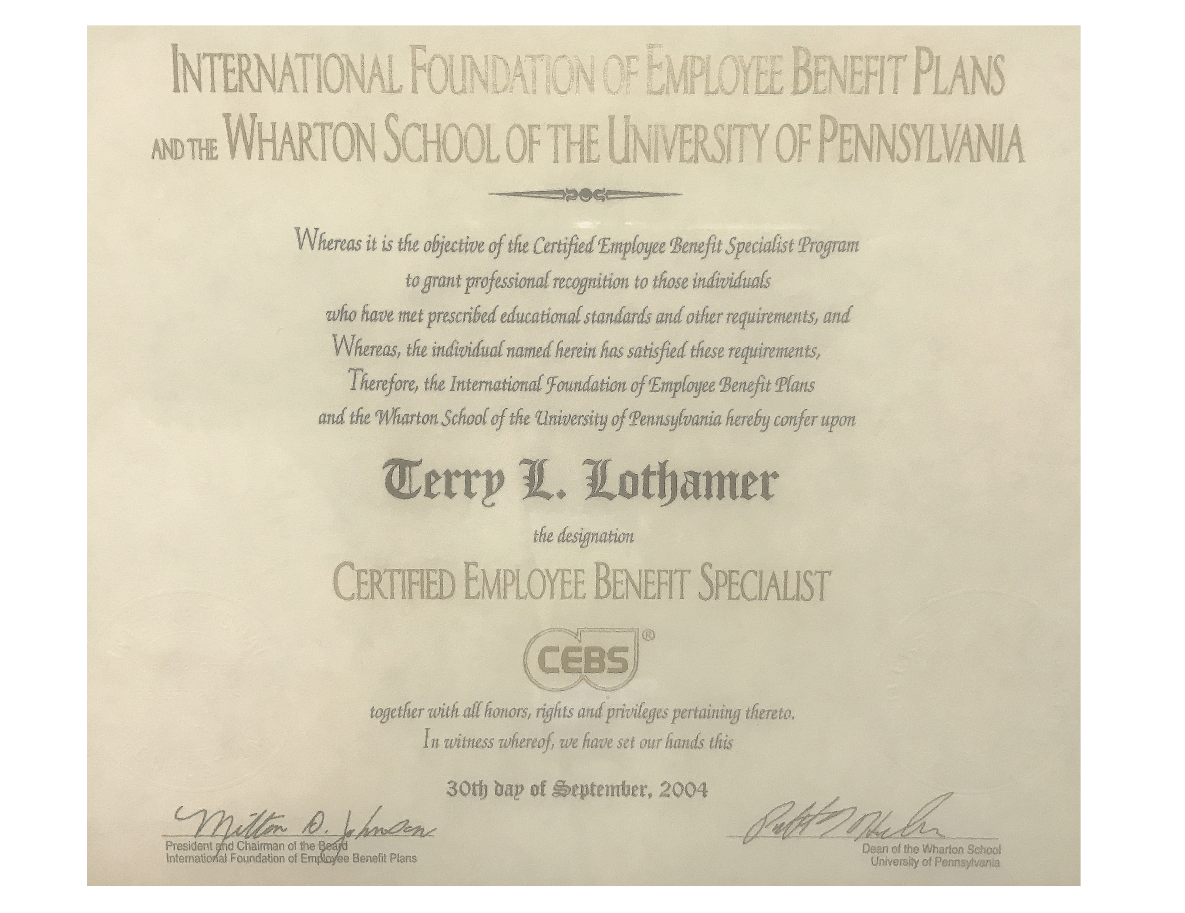 INTERNATIONAL FOUNDATION OF EMPLOYEE BENEFIT PLANS
AND THE WHARTON SCHOOL OF THE UNIVERSITY OF PENNSYLVANIA
Whereas it is the objective of the Certified Employee Benefit Specialist Program
to grant professional recognition to those individuals
who have met prescribed educational standards and other requirements, and
Whereas, the individual named herein has satisfied these requirements,
Therefore, the International Foundation of Employee Benefit Plans
and the Wharton School of the University of Pennsylvania hereby confer upon
Terry L. Lothamer
the designation
CERTIFIED EMPLOYEE BENEFIT SPECIALIST
CEBS®
together with all honors, rights and privileges pertaining thereto.
In witness whereof, we have set our hands this
30th day of September, 2004
Milton D. Johnson
President and Chairman of the Board
International Foundation of Employee Benefit Plans
Dean of the Wharton School
University of Pennsylvania